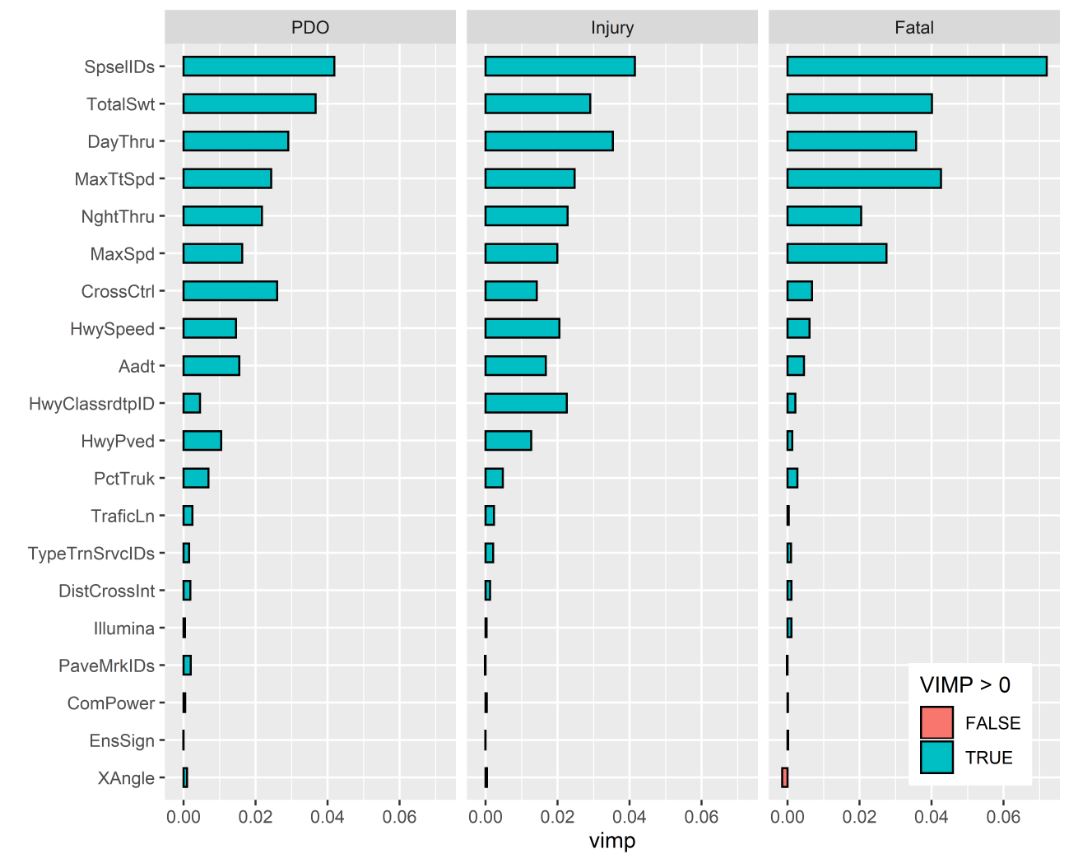 PDO Injury Fatal
SpselIDs
TotalSwt
DayThru
MaxTtSpd
NghtThru
MaxSpd
CrossCtrl
HwySpeed
Aadt
HwyClassrdtpID
HwyPved
PctTruk
TraficLn
TypeTrnSrvcIDs
DistCrossInt
Illumina
PaveMrkIDs
ComPower
EnsSign
XAngle
VIMP > 0
FALSE
TRUE
0.00 0.02 0.04 0.06 0.00 0.02 0.04 0.06 0.00 0.02 0.04 0.06
vimp